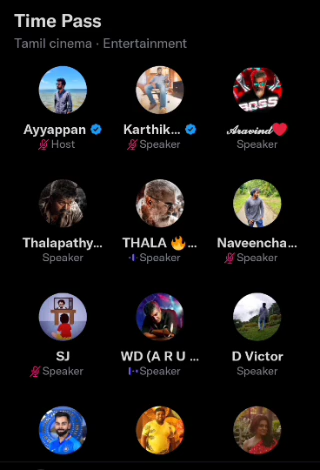 Time Pass
Tamil cinema · Entertainment
BOSS
Ayyappan
Karthik...
𝓐𝓻𝓪𝓿𝓲𝓷𝓭❤️
Host
Speaker
Speaker
Thalapathy...
THALA 🔥...
Naveencha...
Speaker
Speaker
Speaker
SJ
WD (A R U ...
D Victor
Speaker
Speaker
Speaker